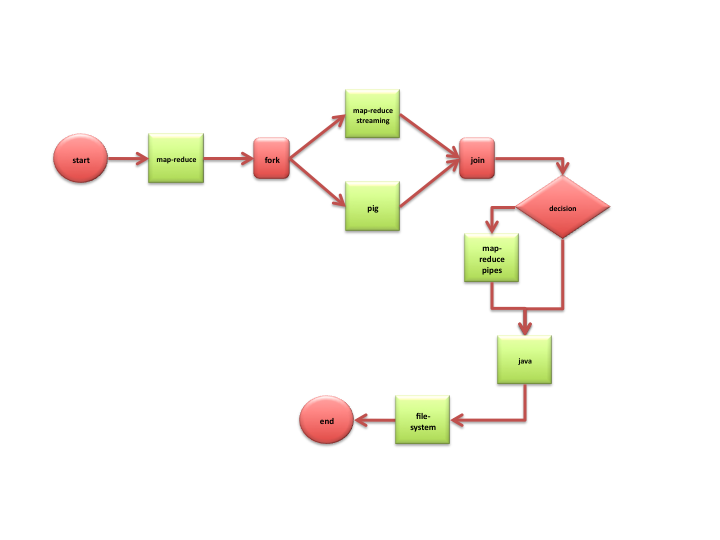 map-reduce
streaming
start
map-reduce
fork
join
pig
decision
map-
reduce
pipes
java
file-
system
end